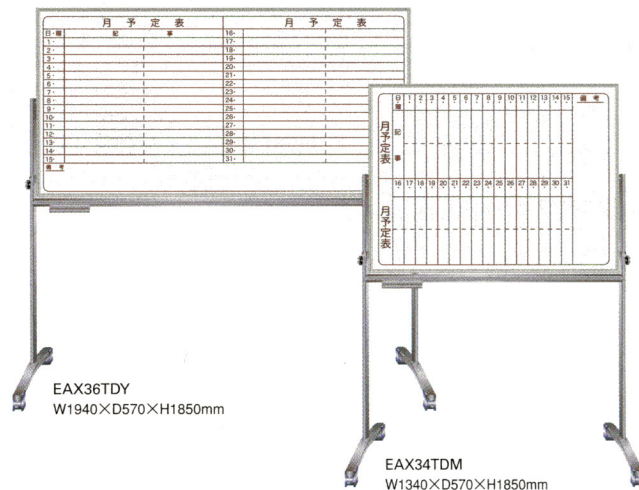 月予定表 月予定表
日・曜 記事 16・
1・ 17・
2・ 18・
3・ 19・
4・ 20・
5・ 21・
6・ 22・
7・ 23・
8・ 24・
9・ 25・
10・ 26・
11・ 27・
12・ 28・
13・ 29・
14・ 30・
15・ 31・
備考
日・曜 1 2 3 4 5 6 7 8 9 10 11 12 13 14 15 備考
月予定表
記事
16 17 18 19 20 21 22 23 24 25 26 27 28 29 30 31
月予定表
EAX36TDY
W1940×D570×H1850mm
EAX34TDM
W1340×D570×H1850mm